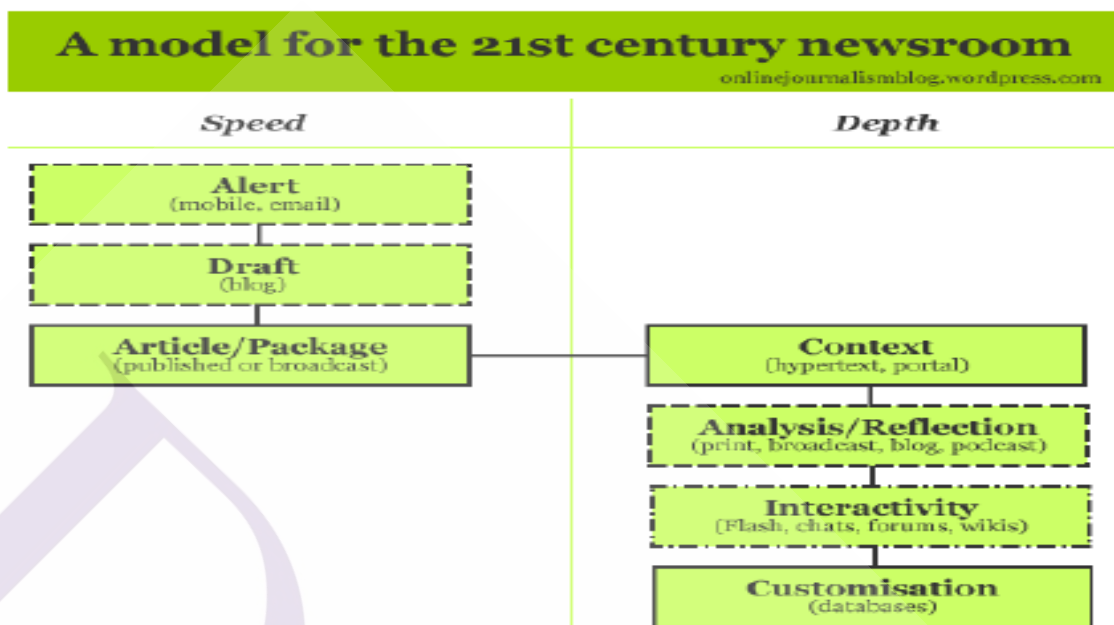 A model for the 21st century newsroom
onlinejournalismblog.wordpress.com
Speed
Depth
Alert
(mobile, email)
Draft
(blog)
Article/Package
(published or broadcast)
Context
(hypertext, portal)
Analysis/Reflection
(print, broadcast, blog, podcast)
Interactivity
(Flash, chats, forums, wikis)
Customisation
(databases)